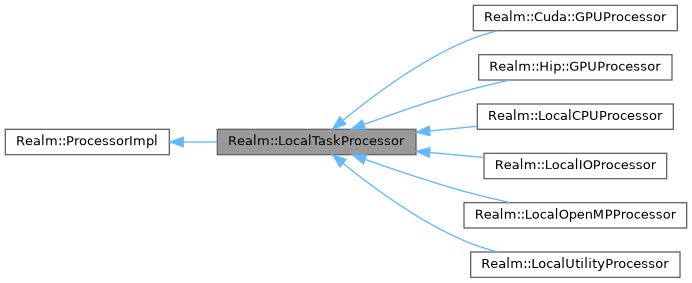 Realm::Cuda::GPUProcessor
Realm::Hip::GPUProcessor
Realm::LocalCPUProcessor
Realm::ProcessorImpl
Realm::LocalTaskProcessor
Realm::LocalIOProcessor
Realm::LocalOpenMPProcessor
Realm::LocalUtilityProcessor